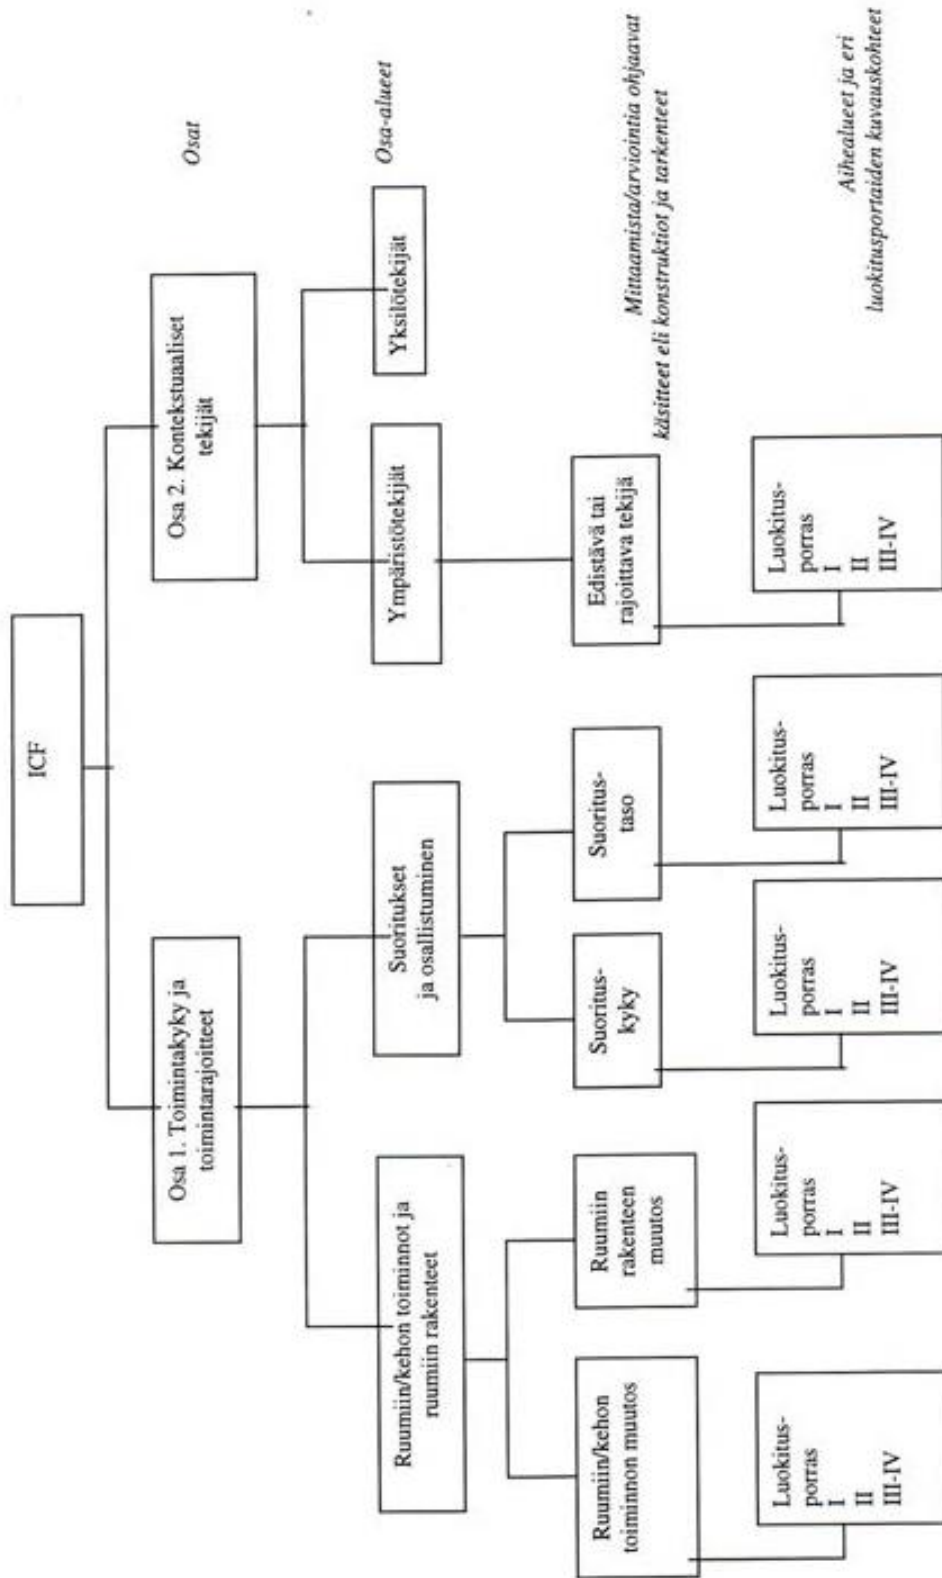 ICF
Osa 1. Toimintakyky ja
toimintarajoitteet
Osa 2. Kontekstuaaliset
tekijät
Osat
Ruumiin/kehon toiminnot ja
ruumiin rakenteet
Suoritukset
ja osallistuminen
Ympäristötekijät
Yksilötekijät
Osa-alueet
Ruumiin/kehon
toiminnon muutos
Ruumiin
rakenteen
muutos
Suoritus-
kyky
Suoritus-
taso
Edistävä tai
rajoittava tekijä
Mittaamista/arviointia ohjaavat
käsitteet eli konstruktiot ja tarkenteet
Luokitus-
porras
I
II
III-IV
Luokitus-
porras
I
II
III-IV
Luokitus-
porras
I
II
III-IV
Luokitus-
porras
I
II
III-IV
Luokitus-
porras
I
II
III-IV
Aihealueet ja eri
luokitusportaiden kuvauskohteet